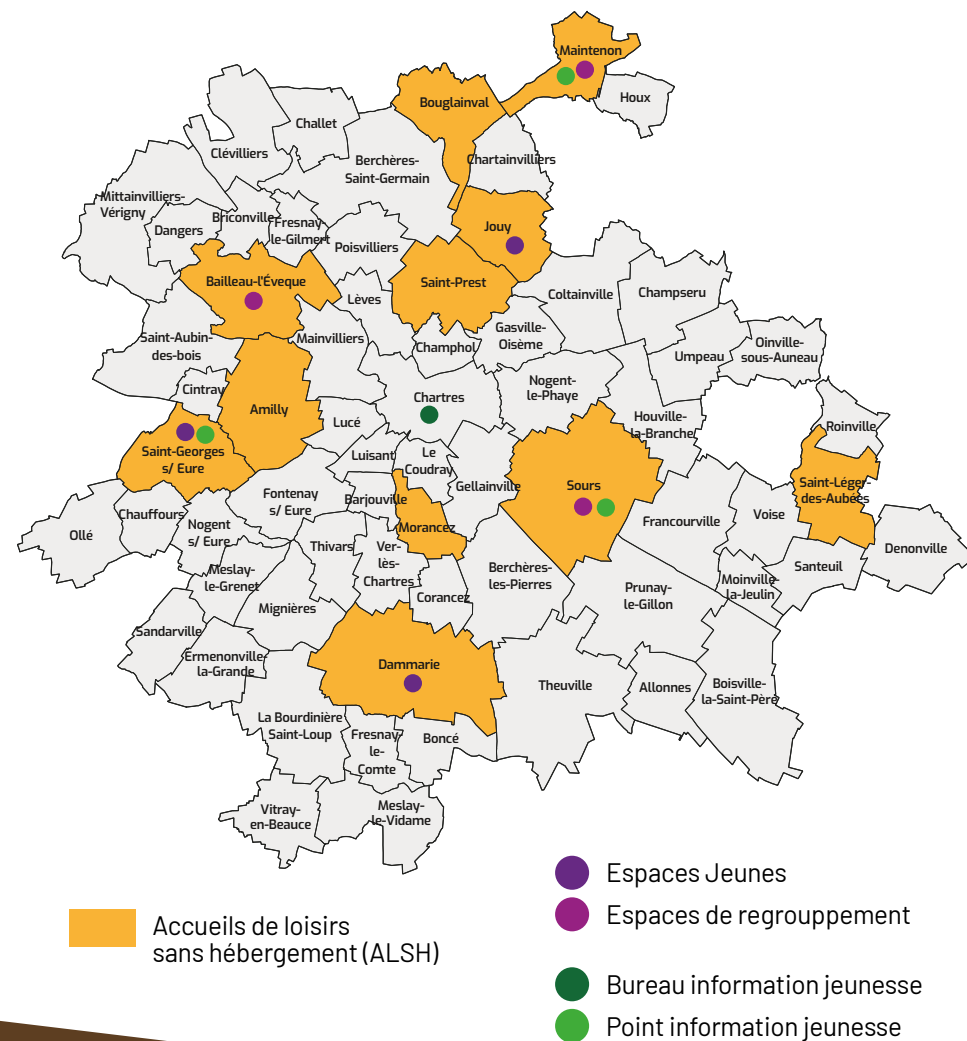 Maintenon
Houx
Bouglainval
Challet
Clévilliers
Berchères-
Saint-Germain
Chartainvilliers
Mittainvilliers-
Vérigny
Dangers
Briconville
Fresnay
le-Gilmert
Poisvilliers
Jouy
Bailleau-l'Éveque
Saint-Prest
Lèves
Coltainville
Champseru
Saint-Aubin-
des-bois
Mainvilliers
Champhol
Gasville-
Oisème
Umpeau
Oinville-
sous-Auneau
Cintray
Amilly
Chartres
Nogent-
le-Phaye
Lucé
Houville-
la-Branche
Roinville
Saint-Georges
s/ Eure
Luisant
Le
Coudray
Gellainville
Sours
Saint-Léger
des-Aubées
Ollé
Chauffours
Nogent
s/ Eure
Fontenay
s/ Eure
Barjouville
Morancez
Francourville
Voise
Denonville
Thivars
Ver-
lès-
Chartres
Berchères-
les-Pierres
Meslay-
le-Grenet
Mignières
Corancez
Prunay-
le-Gillon
Moinville-
la-Jeulin
Santeuil
Sandarville
Ermenonville-
la-Grande
Dammarie
Theuville
Allonnes
Boisville-
la-Saint-Père
La Bourdinière
Saint-Loup
Fresnay-
le-
Comte
Boncé
Vitray-
en-Beauce
Meslay-
le-Vidame
Accueils de loisirs
sans hébergement (ALSH)
Espaces Jeunes
Espaces de regrouppement
Bureau information jeunesse
Point information jeunesse